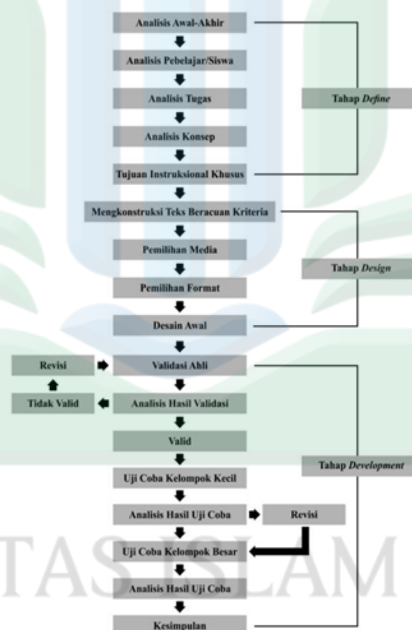 Analisis Awal-Akhir
Analisis Pebelajar/Siswa
Analisis Tugas
Tahap Define
Analisis Konsep
Tujuan Instruksional Khusus
Mengkonstruksi Teks Beracuan Kriteria
Pemilihan Media
Tahap Design
Pemilihan Format
Desain Awal
Revisi
Validasi Ahli
Tidak Valid
Analisis Hasil Validasi
Valid
Tahap Development
Uji Coba Kelompok Kecil
Analisis Hasil Uji Coba
Revisi
Uji Coba Kelompok Besar
TAS ISLAM
Analisis Hasil Uji Coba
Kesimpulan